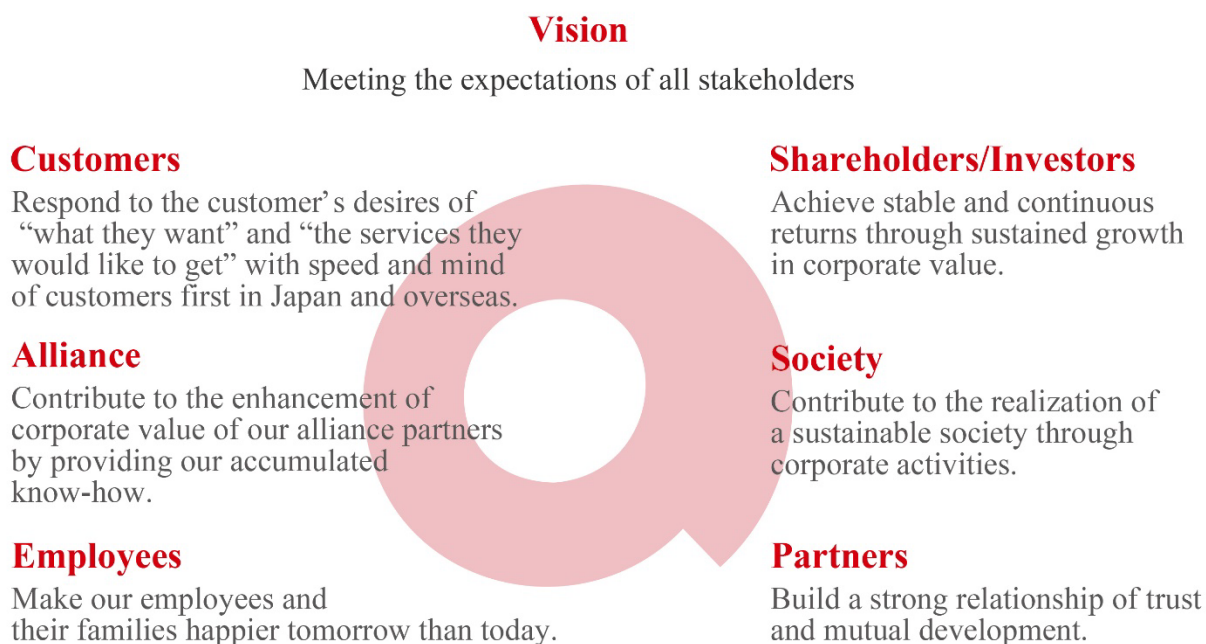 Vision
Meeting the expectations of all stakeholders
Customers
Respond to the customer’s desires of
“what they want” and “the services they
would like to get” with speed and mind
of customers first in Japan and overseas.
Alliance
Contribute to the enhancement of
corporate value of our alliance partners
by providing our accumulated
know-how.
Employees
Make our employees and
their families happier tomorrow than today.
Shareholders/Investors
Achieve stable and continuous
returns through sustained growth
in corporate value.
Society
Contribute to the realization of
a sustainable society through
corporate activities.
Partners
Build a strong relationship of trust
and mutual development.